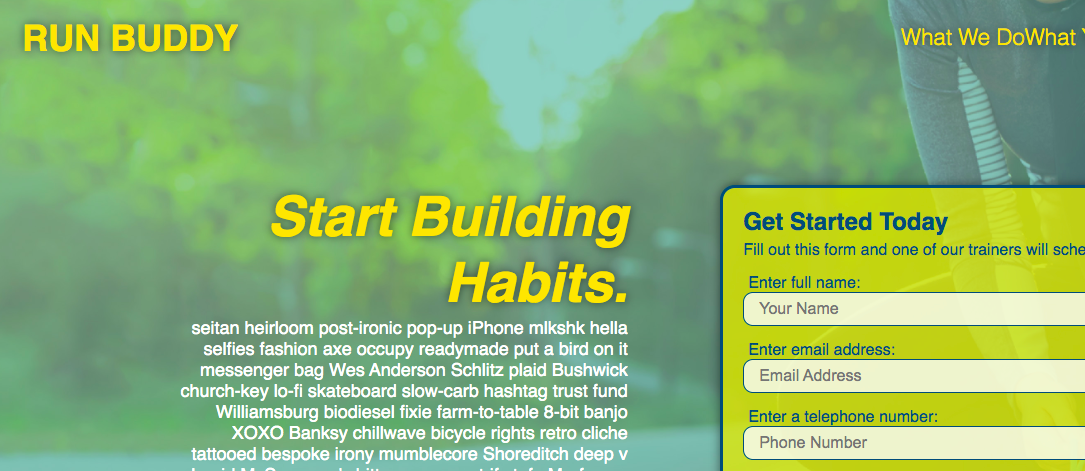 RUN BUDDY
What We DoWhat
Start Building
Habits.
seitan heirloom post-ironic pop-up iPhone mlkshk hella
selfies fashion axe occupy readymade put a bird on it
messenger bag Wes Anderson Schlitz plaid Bushwick
church-key lo-fi skateboard slow-carb hashtag trust fund
Williamsburg biodiesel fixie farm-to-table 8-bit banjo
XOXO Banksy chillwave bicycle rights retro cliche
tattooed bespoke irony mumblecore Shoreditch deep v
Get Started Today
Fill out this form and one of our trainers will sche
Enter full name:
Your Name
Enter email address:
Email Address
Enter a telephone number:
Phone Number